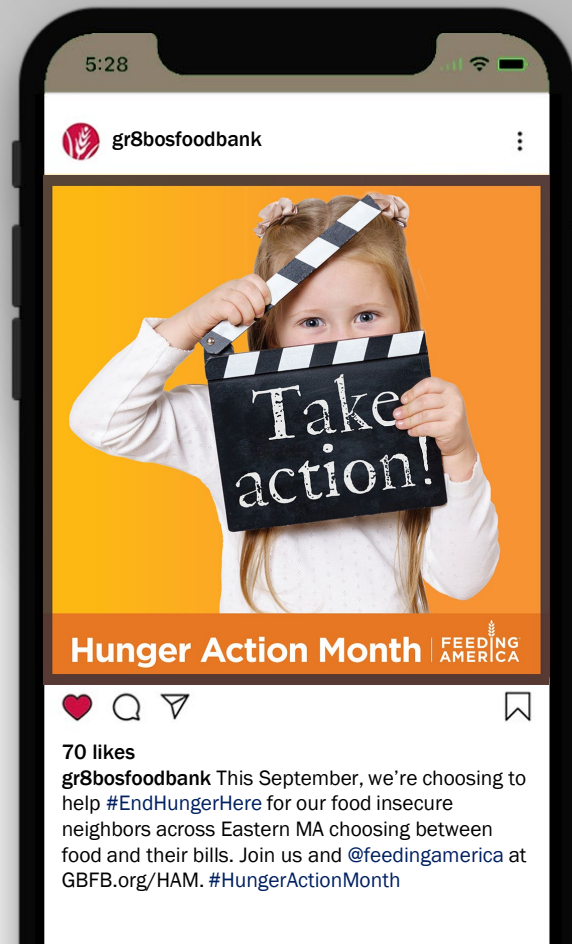 5:28
gr8bosfoodbank
Take
action!
Hunger Action Month | FEEDING
AMERICA
70 likes
gr8bosfoodbank This September, we’re choosing to
help #EndHungerHere for our food insecure
neighbors across Eastern MA choosing between
food and their bills. Join us and @feedingamerica at
GBFB.org/HAM. #HungerActionMonth